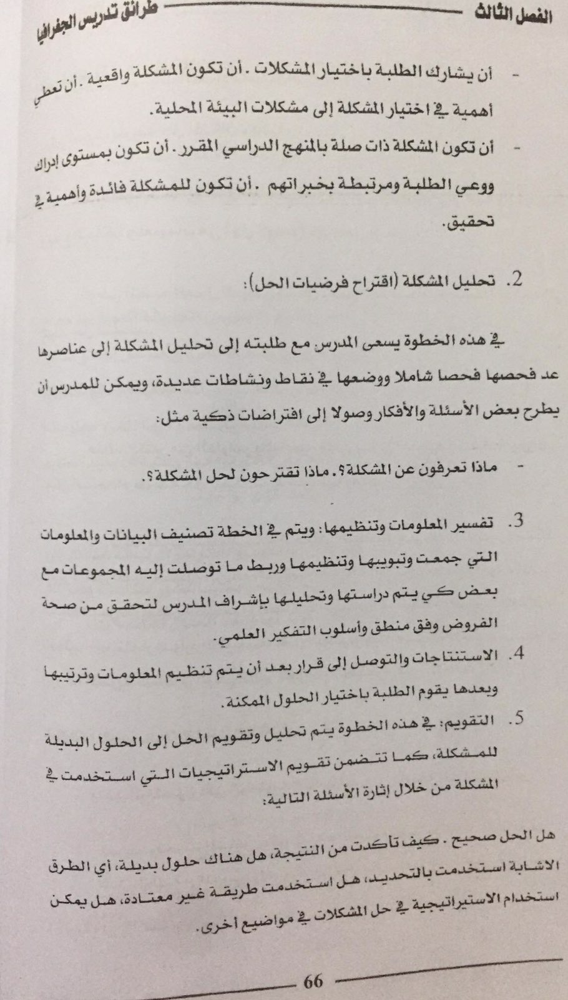 الفصل الثالث
طرائق تدريس الجغرافيا
- أن يشارك الطلبة باختيار المشكلات . أن تكون المشكلة واقعية . أن تعطي
أهمية في اختيار المشكلة إلى مشكلات البيئة المحلية.
- أن تكون المشكلة ذات صلة بالمنهج الدراسي المقرر . أن تكون بمستوى إدراك
ووعي الطلبة ومرتبطة بخبراتهم . أن تكون للمشكلة فائدة وأهمية في
تحقيق.
2. تحليل المشكلة (اقتراح فرضيات الحل):
في هذه الخطوة يسعى المدرس مع طلبته إلى تحليل المشكلة إلى عناصرها
عد فحصها فحصا شاملا ووضعها في نقاط ونشاطات عديدة، ويمكن للمدرس أن
يطرح بعض الأسئلة والأفكار وصولا إلى افتراضات ذكية مثل:
- ماذا تعرفون عن المشكلة؟. ماذا تقترحون لحل المشكلة؟.
3. تفسير المعلومات وتنظيمها: ويتم في الخطة تصنيف البيانات والمعلومات
التي جمعت وتبويبها وتنظيمها وربط ما توصلت إليه المجموعات مع
بعض كي يتم دراستها وتحليلها بإشراف المدرس لتحقق من صحة
الفروض وفق منطق وأسلوب التفكير العلمي.
4. الاستنتاجات والتوصل إلى قرار بعد أن يتم تنظيم المعلومات وترتيبها
وبعدها يقوم الطلبة باختيار الحلول الممكنة.
5. التقويم: في هذه الخطوة يتم تحليل وتقويم الحل إلى الحلول البديلة
للمشكلة، كما تتضمن تقويم الاستراتيجيات التي استخدمت في
المشكلة من خلال إثارة الأسئلة التالية:
هل الحل صحيح . كيف تأكدت من النتيجة، هل هناك حلول بديلة، أي الطرق
الاشابة استخدمت بالتحديد، هل استخدمت طريقة غير معتادة، هل يمكن
استخدام الاستيراتيجية في حل المشكلات في مواضيع أخرى.
66